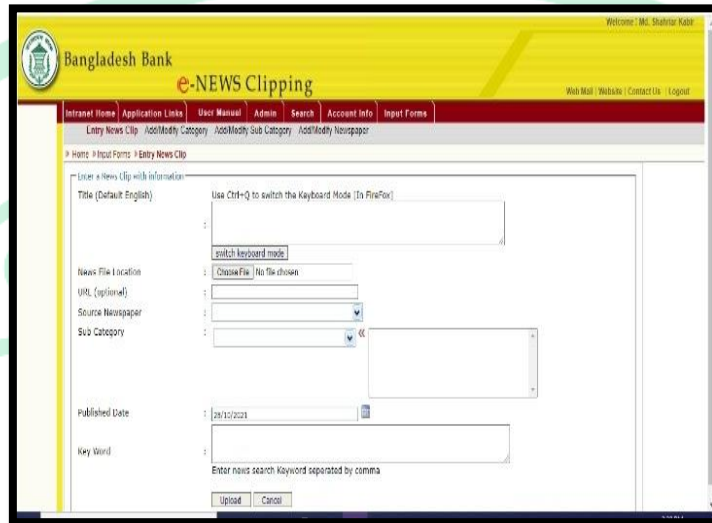 Welcome : Md. Shahriar Kabir
Bangladesh Bank
e-NEWS Clipping
Web Mail | Website | Contact Us | Logout
Intranet Home Application Links User Manual Admin Search Account Info Input Forms
Entry News Clip Add/Modify Category Add/Modify Sub Category Add/Modify Newspaper
» Home » Input Forms » Entry News Clip
Enter a News Clip with information
Title (Default English) Use Ctrl+Q to switch the Keyboard Mode [In FireFox]
:
switch keyboard mode
News File Location : Choose File No file chosen
URL (optional) :
Source Newspaper :
Sub Category : «
Published Date : 28/10/2021
Key Word :
Enter news search Keyword seperated by comma
Upload Cancel